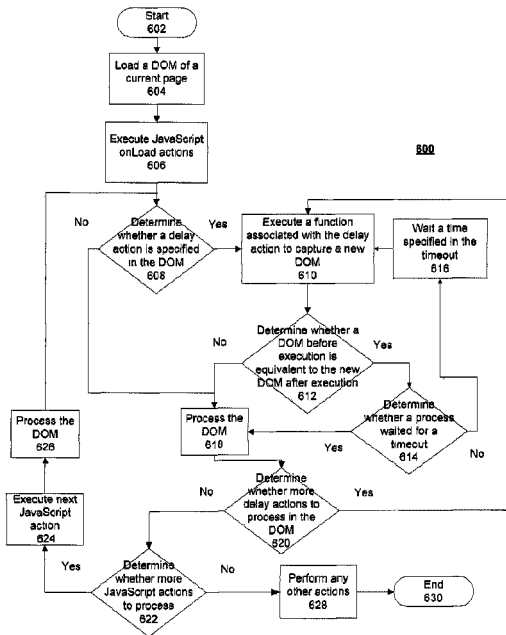 Start
602
Load a DOM of a
current page
604
Execute JavaScript
onLoad actions
606
600
No
Determine
whether a delay
action is specified
in the DOM
608
Yes
Execute a function
associated with the delay
action to capture a new
DOM
610
Wait a time
specified in the
timeout
616
No
Determine whether a
DOM before
execution is
equivalent to the new
DOM after execution
612
Yes
Determine
whether a process
waited for a
timeout
614
Yes
No
Process the
DOM
618
Process the
DOM
626
No
Determine
whether more
delay actions to
process in the
DOM
620
Yes
Execute next
JavaScript
action
624
Yes
Determine
whether more
JavaScript actions
to process
622
No
Perform any
other actions
628
End
630